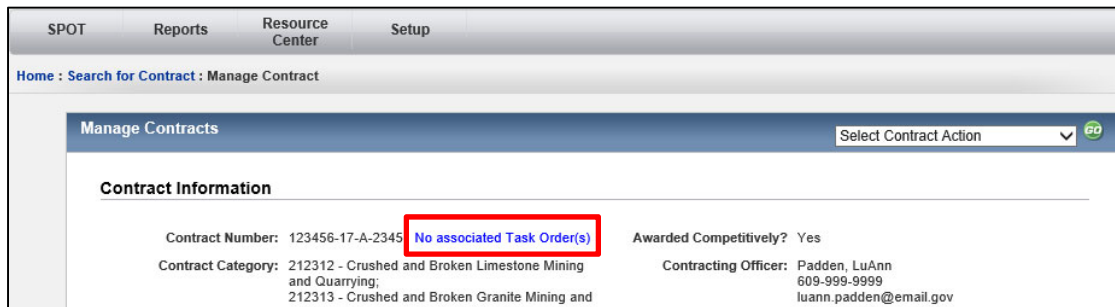 SPOT Reports Resource Center Setup
Home : Search for Contract : Manage Contract
Manage Contracts Select Contract Action GO
Contract Information
Contract Number: 123456-17-A-2345 No associated Task Order(s) Awarded Competitively? Yes
Contract Category: 212312 - Crushed and Broken Limestone Mining and Quarrying; Contracting Officer: Padden, LuAnn
609-999-9999
212313 - Crushed and Broken Granite Mining and luann.padden@email.gov